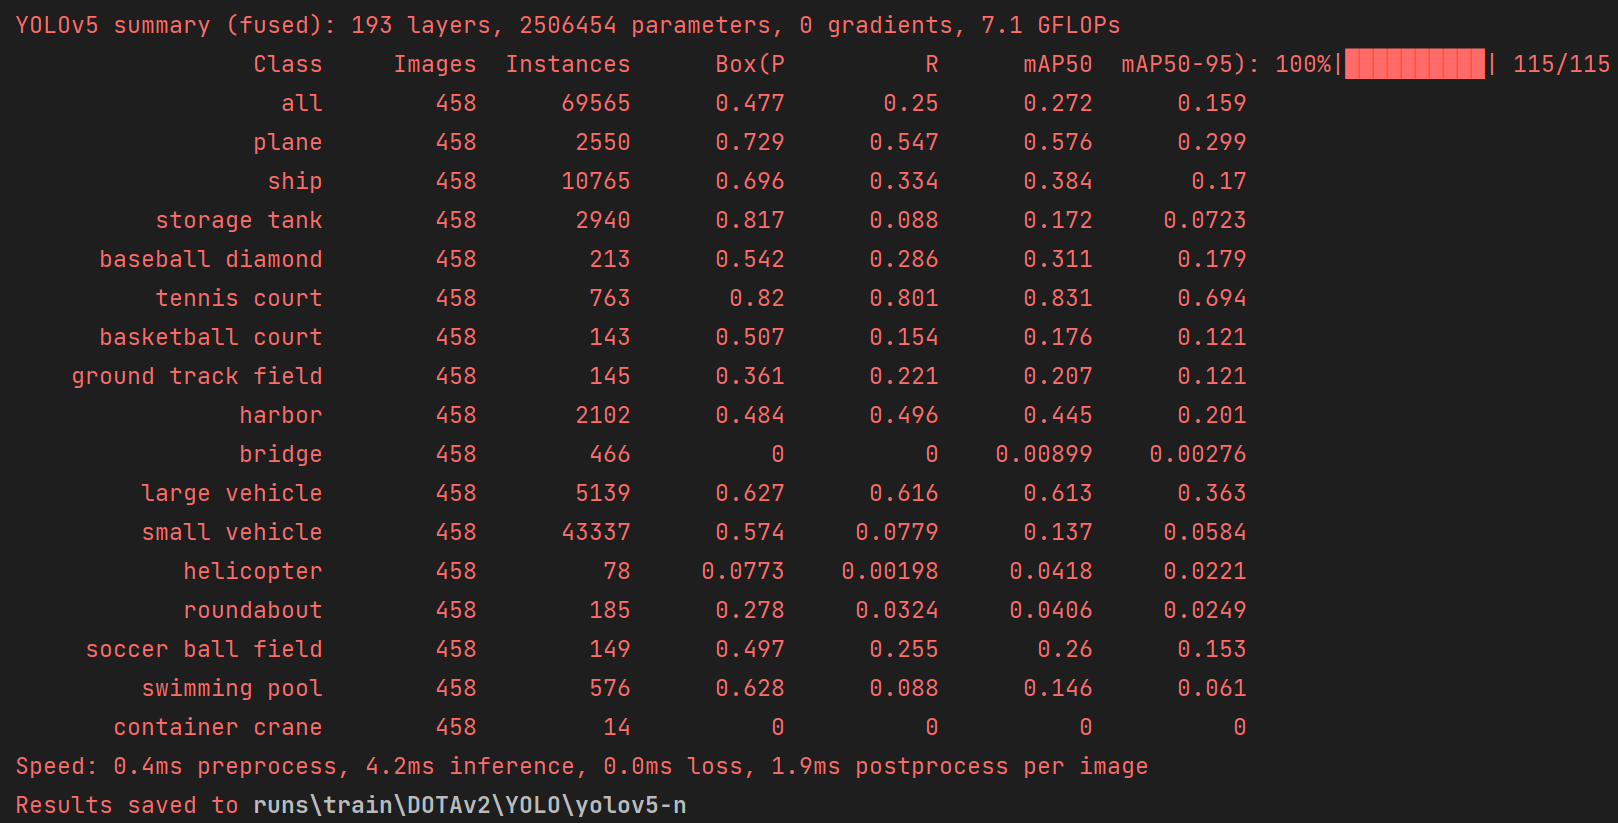 YOLOv5 summary (fused): 193 layers, 2506454 parameters, 0 gradients, 7.1 GFLOPs
Class Images Instances Box(P R mAP50 mAP50-95): 100%|██████████| 115/115
all 458 69565 0.477 0.25 0.272 0.159
plane 458 2550 0.729 0.547 0.576 0.299
ship 458 10765 0.696 0.334 0.384 0.17
storage tank 458 2940 0.817 0.088 0.172 0.0723
baseball diamond 458 213 0.542 0.286 0.311 0.179
tennis court 458 763 0.82 0.801 0.831 0.694
basketball court 458 143 0.507 0.154 0.176 0.121
ground track field 458 145 0.361 0.221 0.207 0.121
harbor 458 2102 0.484 0.496 0.445 0.201
bridge 458 466 0 0 0.00899 0.00276
large vehicle 458 5139 0.627 0.616 0.613 0.363
small vehicle 458 43337 0.574 0.0779 0.137 0.0584
helicopter 458 78 0.0773 0.00198 0.0418 0.0221
roundabout 458 185 0.278 0.0324 0.0406 0.0249
soccer ball field 458 149 0.497 0.255 0.26 0.153
swimming pool 458 576 0.628 0.088 0.146 0.061
container crane 458 14 0 0 0 0
Speed: 0.4ms preprocess, 4.2ms inference, 0.0ms loss, 1.9ms postprocess per image
Results saved to runs\train\DOTAv2\YOLO\yolov5-n